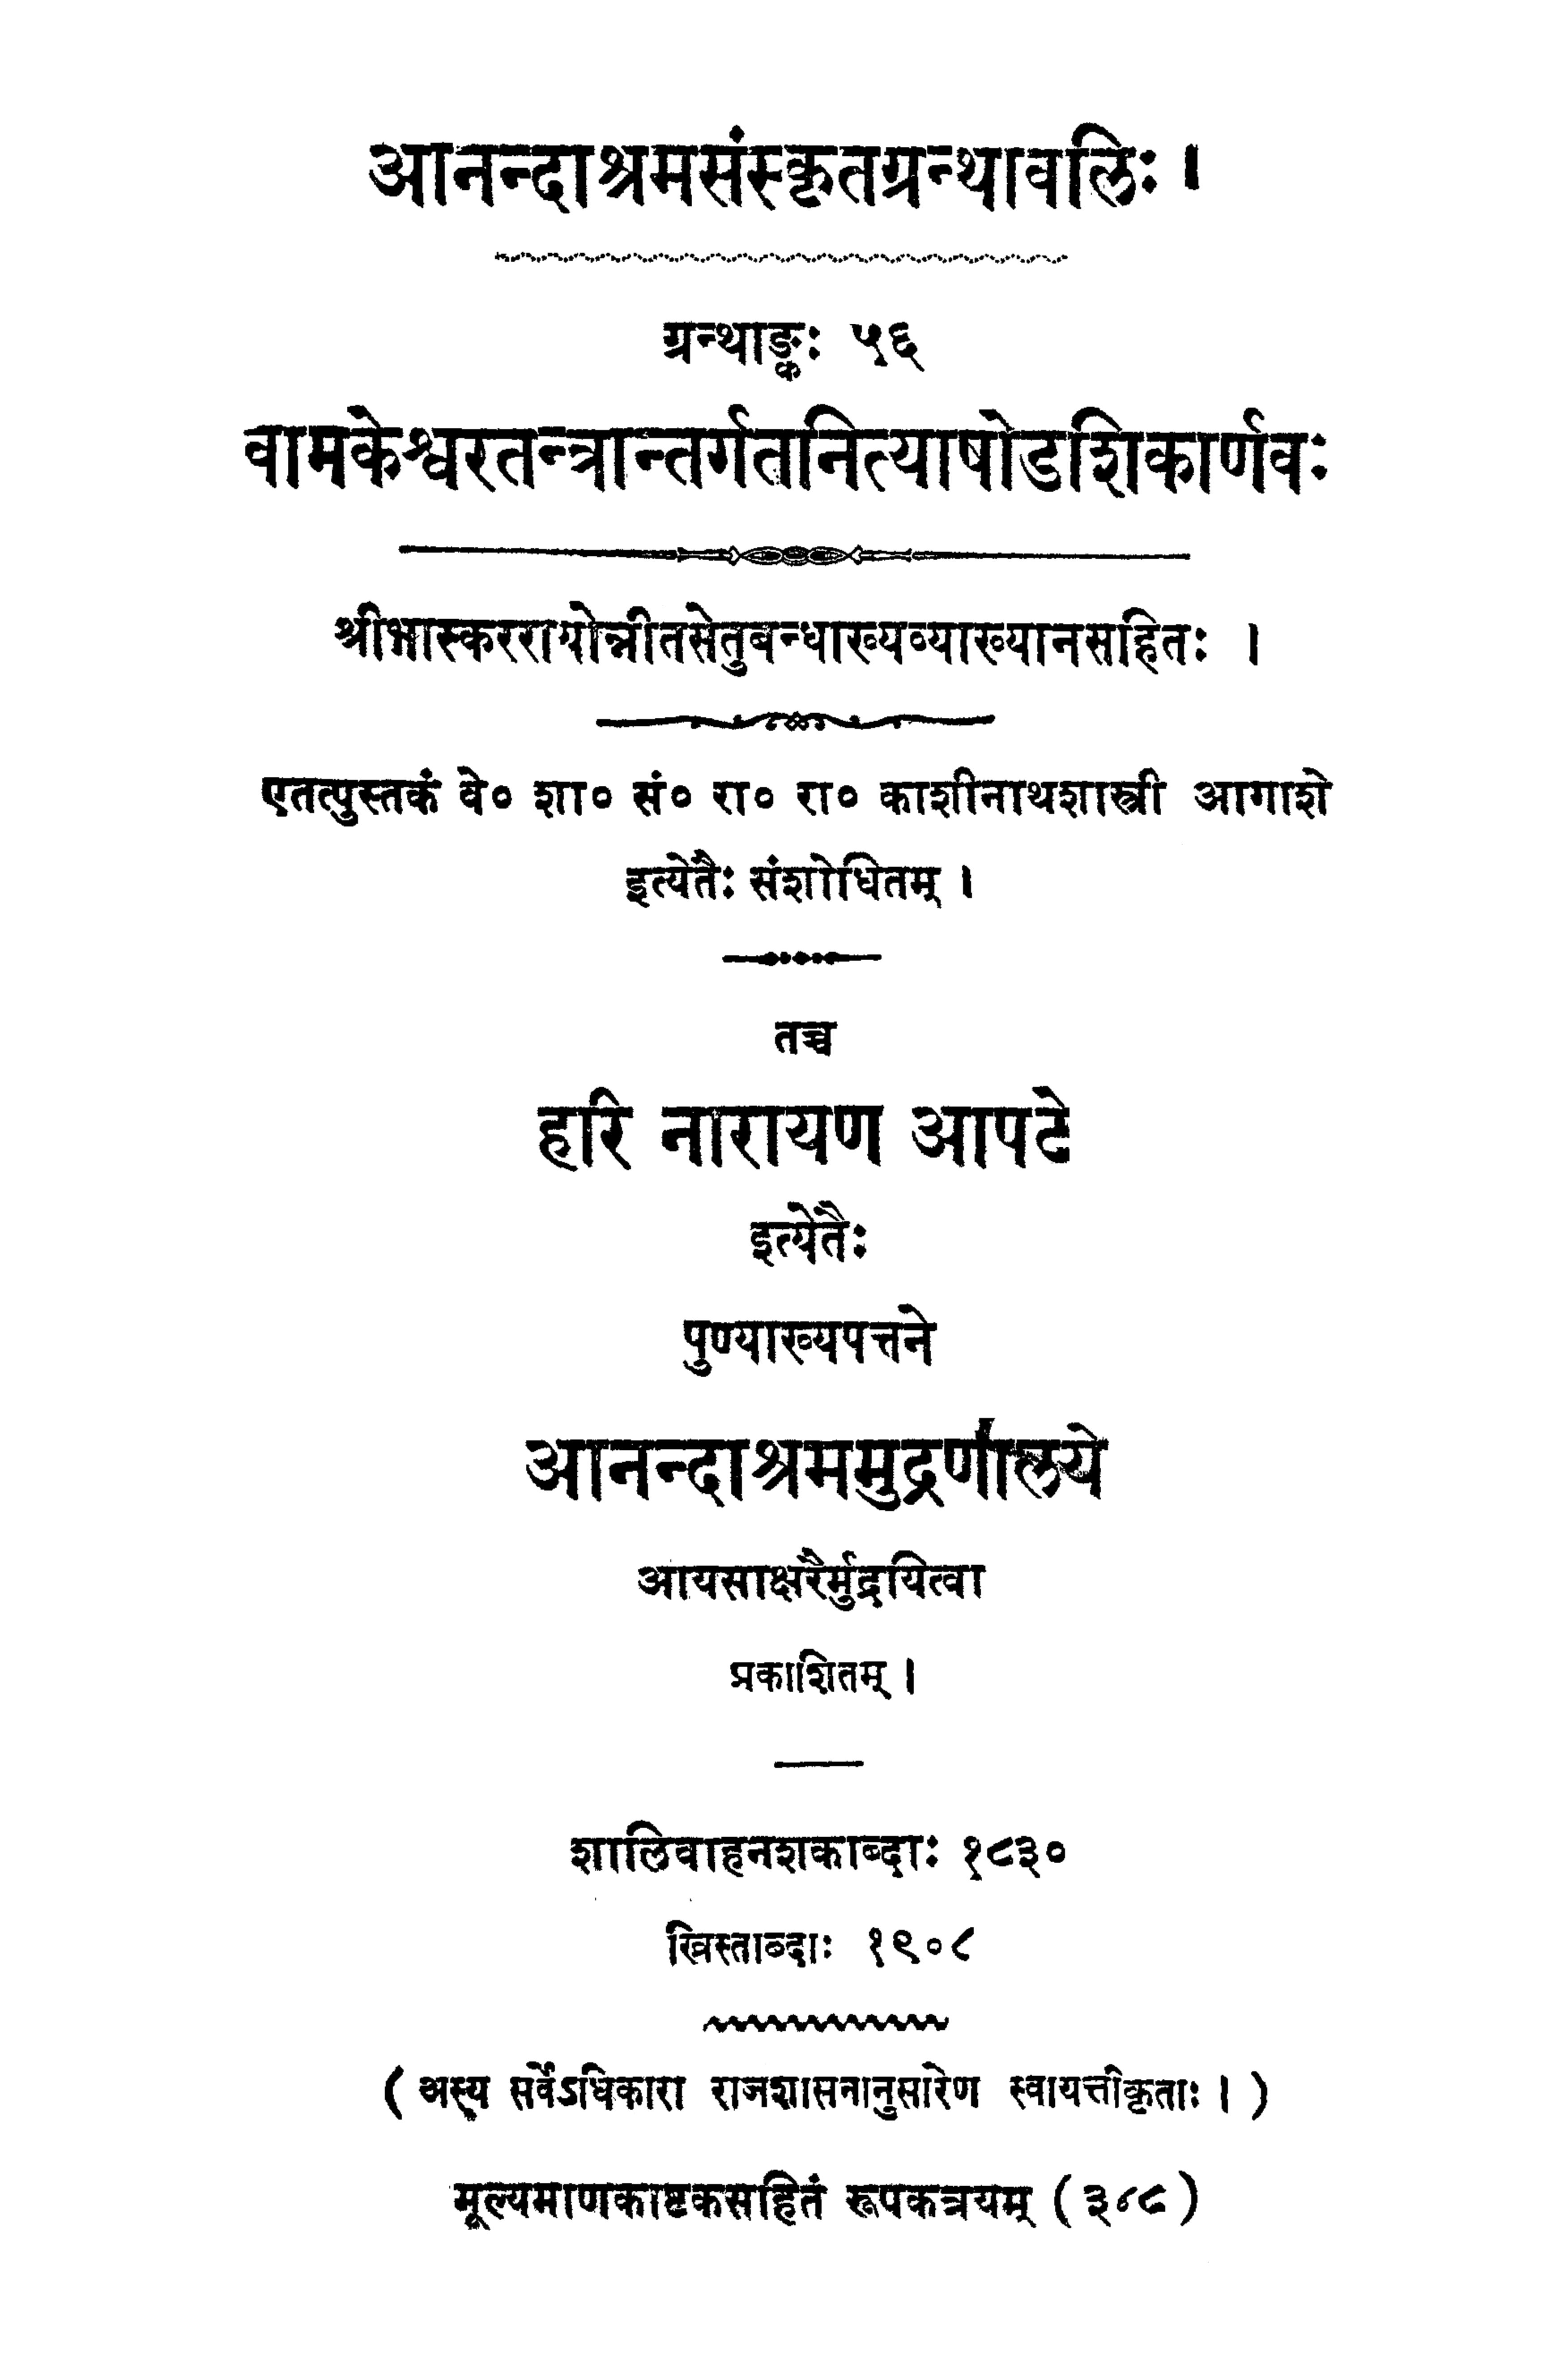 आनन्दाश्रमसंस्कृतग्रन्थावलिः ।
ग्रन्थाङ्कः ५६
वामकेश्वरतन्त्रान्तर्गतनित्याषोडशिकार्णवः
श्रीभास्कररायोन्नीतसेतुबन्धाख्यव्याख्यानसहितः ।
एतत्पुस्तकं वे० शा० सं० रा० रा० काशीनाथशास्त्री आगाशे
इत्येतैः संशोधितम् ।
तच्च
हरि नारायण आपटे
इत्येतैः
पुण्याख्यपत्तने
आनन्दाश्रममुद्रणालये
आयसाक्षरैर्मुद्रयित्वा
प्रकाशितम् ।
शालिवाहनशकाब्दाः १८३०
ख्रिस्ताब्दाः १९०८
( अस्य सर्वेऽधिकारा राजशासनानुसारेण स्वायत्तीकृताः । )
मूल्यमाणकाष्टकसहितं रूपकत्रयम् ( ३८८ )